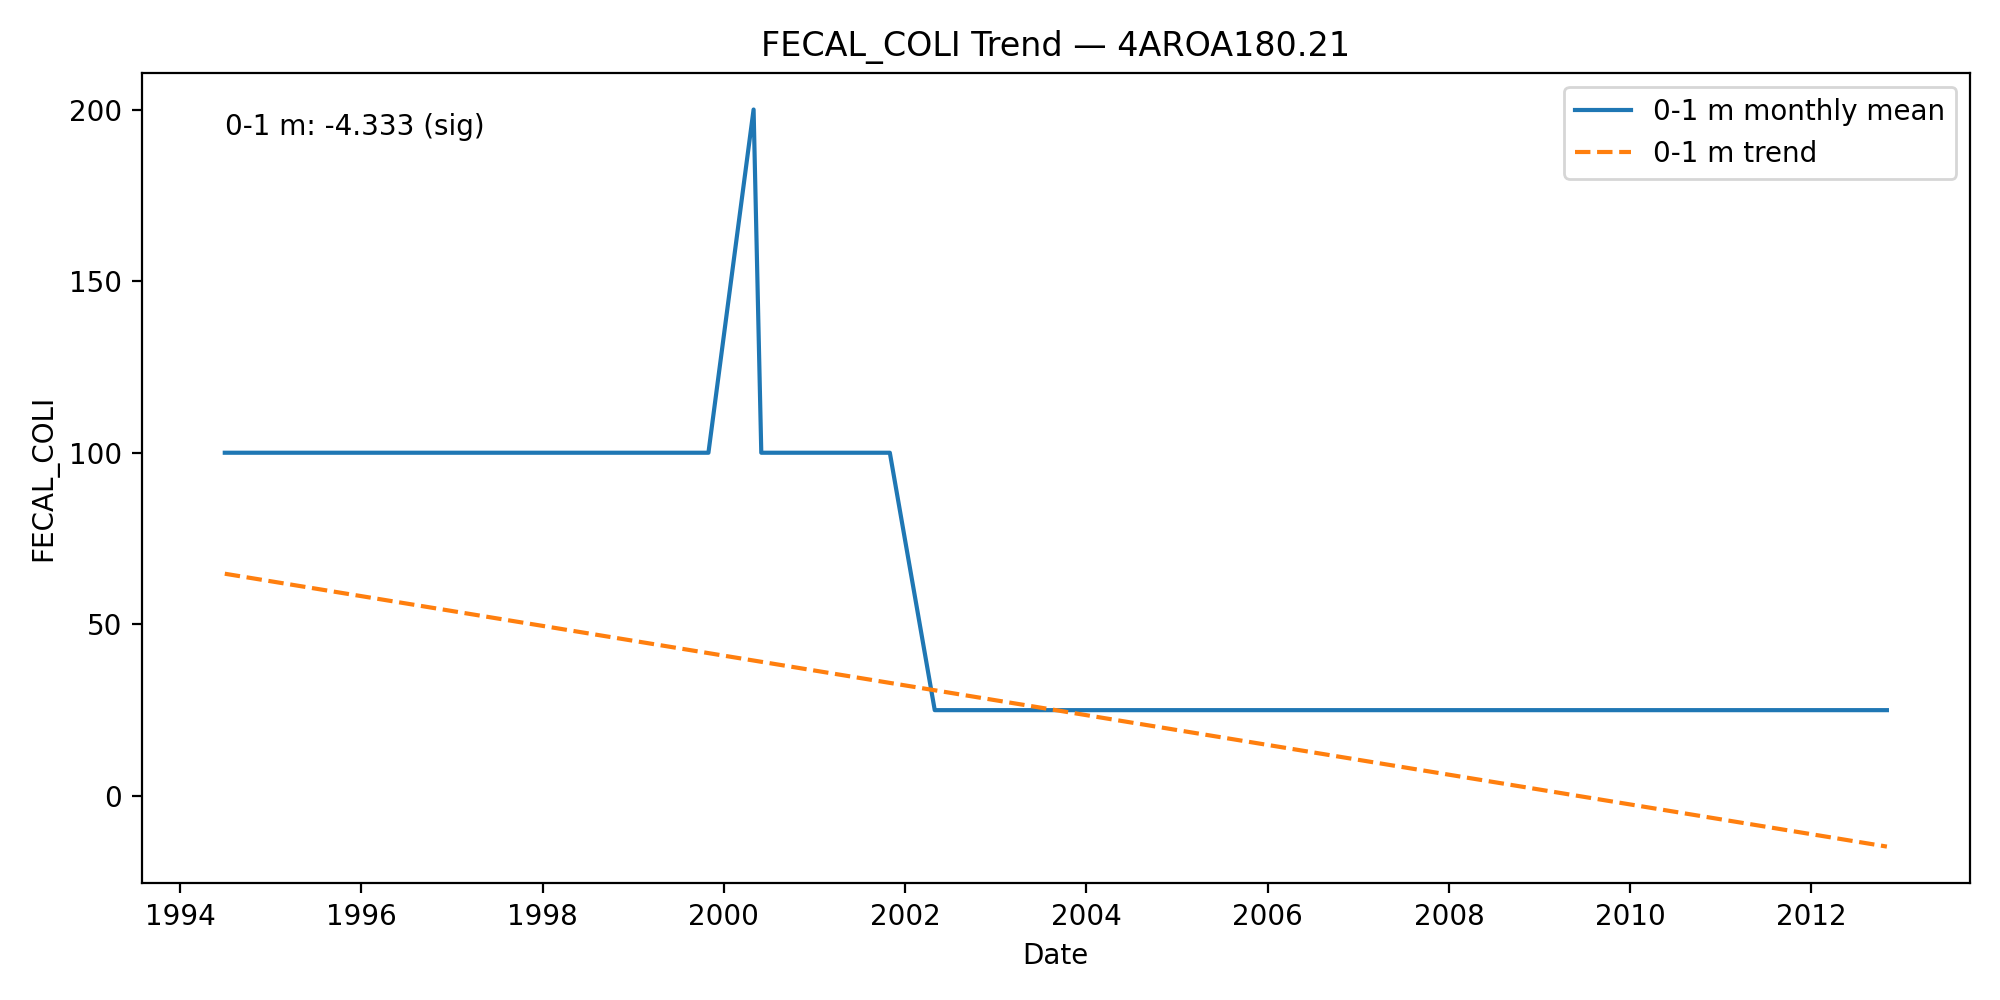 FECAL_COLI Trend — 4AROA180.21
0-1 m: -4.333 (sig)
0-1 m monthly mean
0-1 m trend
FECAL_COLI
200
150
100
50
0
1994 1996 1998 2000 2002 2004 2006 2008 2010 2012
Date